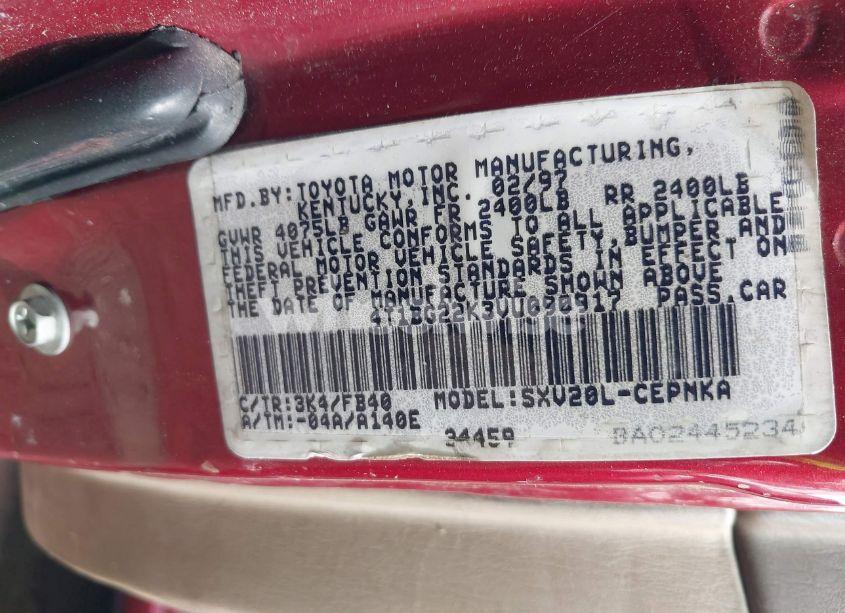 MFD.BY:TOYOTA MOTOR MANUFACTURING,
KENTUCKY,INC. 02/97
GVWR 4075LB GAWR FR 2400LB RR 2400LB
THIS VEHICLE CONFORMS TO ALL APPLICABLE
FEDERAL MOTOR VEHICLE SAFETY,BUMPER AND
THEFT PREVENTION STANDARDS IN EFFECT ON
THE DATE OF MANUFACTURE SHOWN ABOVE
4T1BG22K3VU090917 PASS.CAR
C/TR:3K4/FB40 MODEL:SXV20L-CEPNKA
A/TM:-04A/A140E
34459 BA02445234